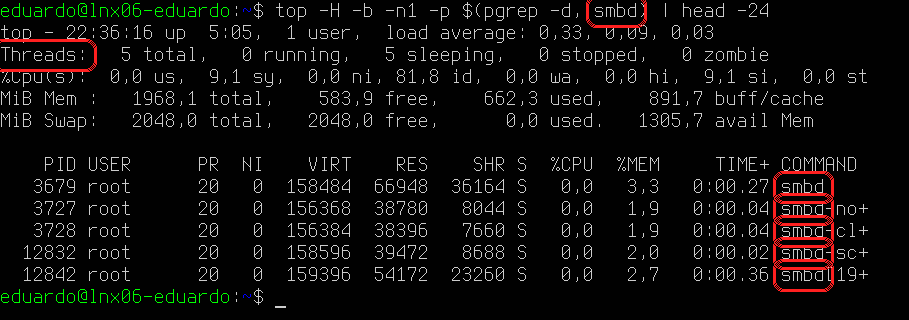 eduardo@lnx06-eduardo:~$ top -H -b -n1 -p $(pgrep -d, smbd) | head -24
top - 22:36:16 up  5:05,  1 user,  load average: 0,33, 0,09, 0,03
Threads:   5 total,   0 running,   5 sleeping,   0 stopped,   0 zombie
%Cpu(s):  0,0 us,  9,1 sy,  0,0 ni, 81,8 id,  0,0 wa,  0,0 hi,  9,1 si,  0,0 st
MiB Mem :   1968,1 total,    583,9 free,    662,3 used,    891,7 buff/cache
MiB Swap:   2048,0 total,   2048,0 free,      0,0 used.   1305,7 avail Mem
PID USER      PR  NI    VIRT    RES    SHR S  %CPU  %MEM     TIME+ COMMAND
3679 root      20   0  158484  66948  36164 S   0,0   3,3   0:00.27 smbd
3727 root      20   0  156368  38780   8044 S   0,0   1,9   0:00.04 smbd-no+
3728 root      20   0  156384  38396   7660 S   0,0   1,9   0:00.04 smbd-cl+
12832 root      20   0  158596  39472   8688 S   0,0   2,0   0:00.02 smbd-sc+
12842 root      20   0  159396  54172  23260 S   0,0   2,7   0:00.36 smbd[19+
eduardo@lnx06-eduardo:~$ _